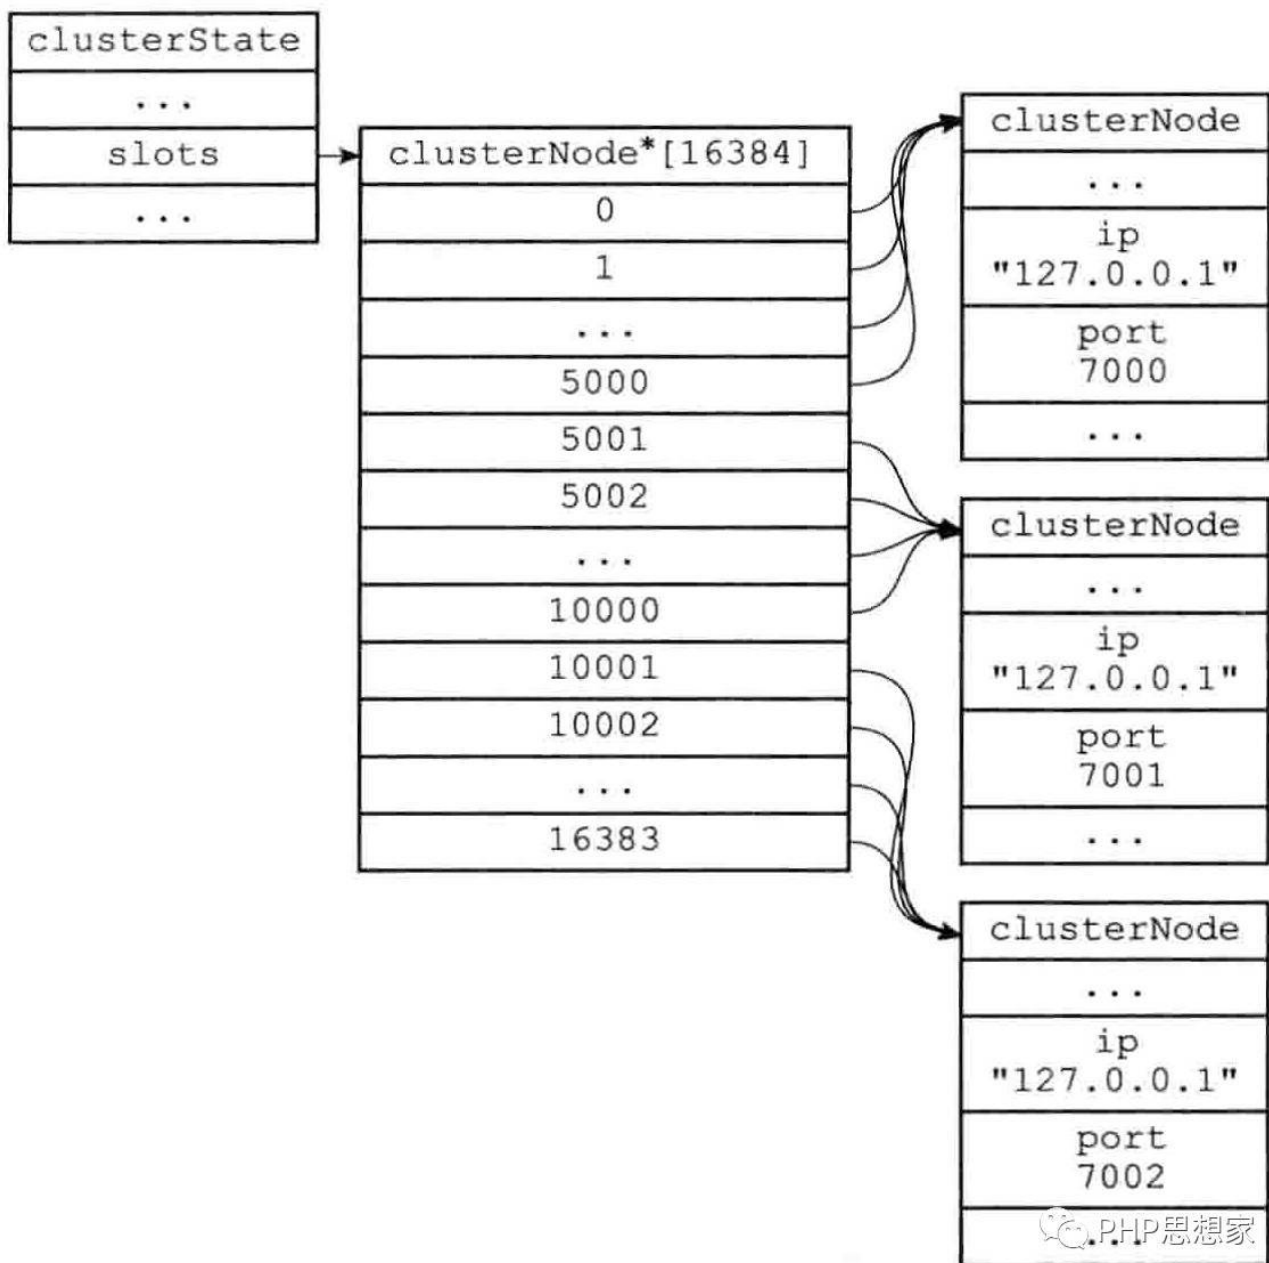 clusterState
...
slots
...
clusterNode*[16384]
0
1
...
5000
5001
5002
...
10000
10001
10002
...
16383
clusterNode
...
ip
"127.0.0.1"
port
7000
...
clusterNode
...
ip
"127.0.0.1"
port
7001
...
clusterNode
...
ip
"127.0.0.1"
port
7002
...
PHP思想家